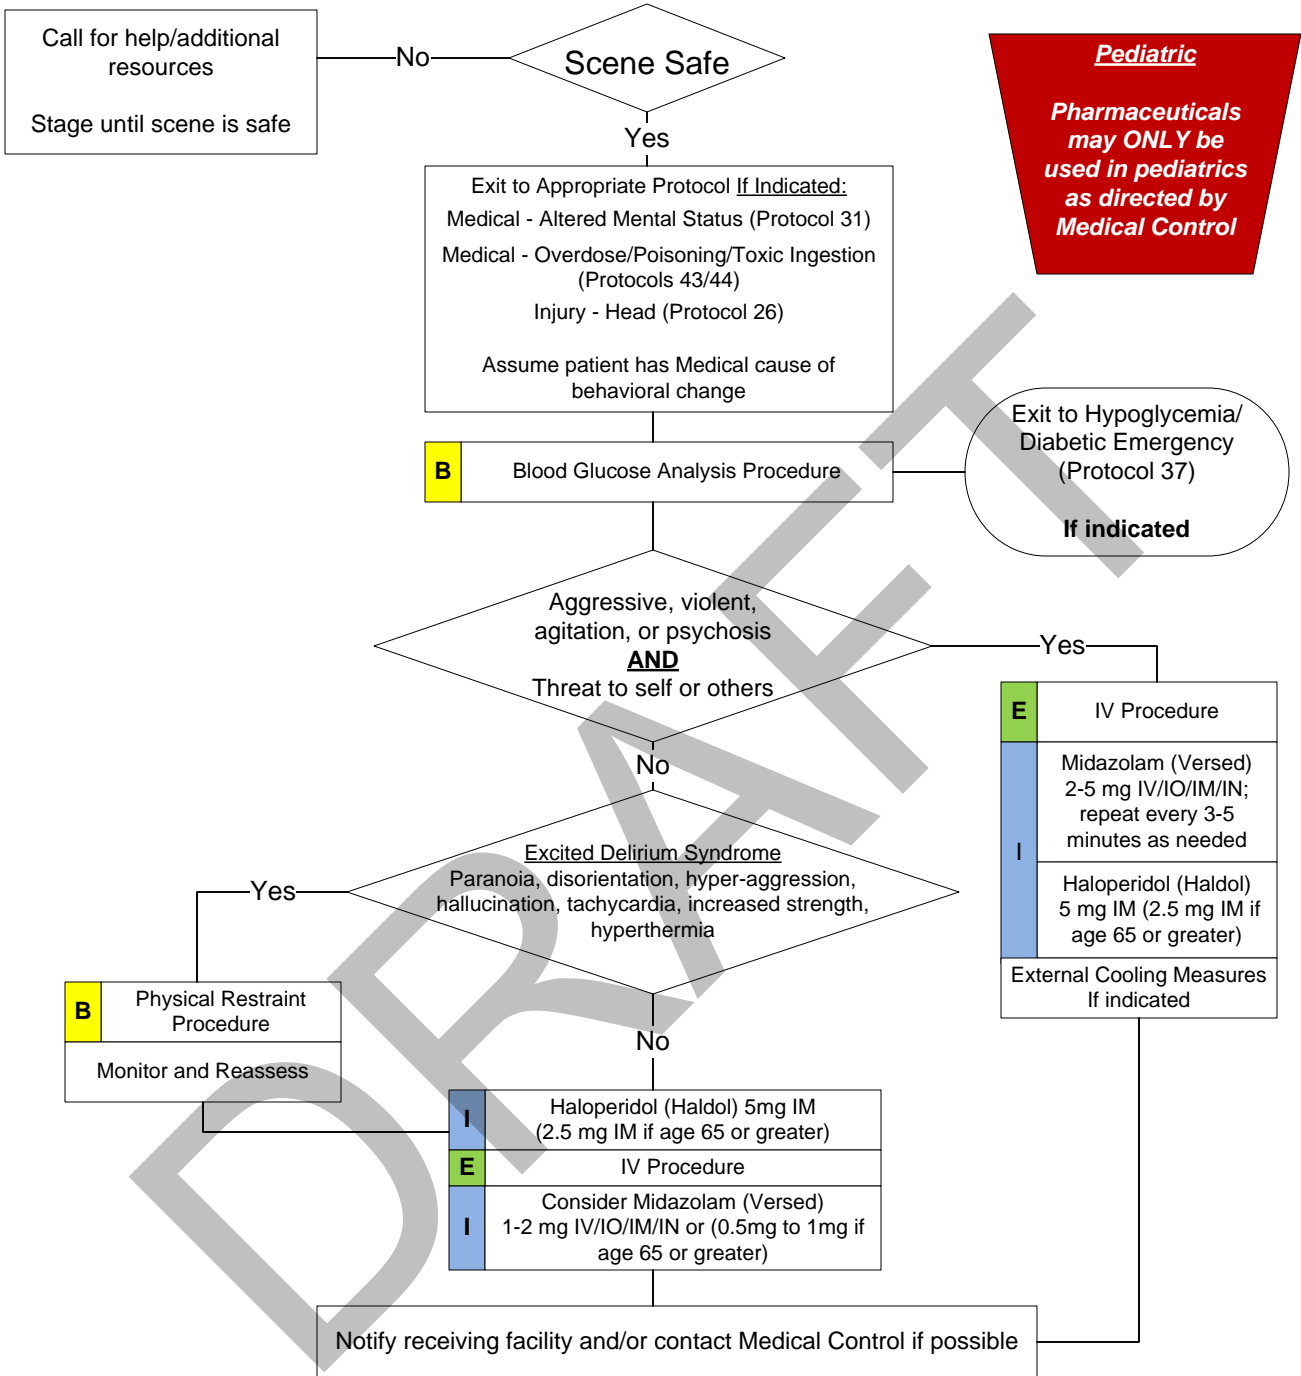 Call for help/additional
resources
Stage until scene is safe
No
Scene Safe
Yes
Pediatric
Pharmaceuticals
may ONLY be
used in pediatrics
as directed by
Medical Control
Exit to Appropriate Protocol If Indicated:
Medical - Altered Mental Status (Protocol 31)
Medical - Overdose/Poisoning/Toxic Ingestion
(Protocols 43/44)
Injury - Head (Protocol 26)
Assume patient has Medical cause of
behavioral change
B
Blood Glucose Analysis Procedure
Exit to Hypoglycemia/
Diabetic Emergency
(Protocol 37)
If indicated
Aggressive, violent,
agitation, or psychosis
AND
Threat to self or others
Yes
No
E
IV Procedure
I
Midazolam (Versed)
2-5 mg IV/IO/IM/IN;
repeat every 3-5
minutes as needed
Haloperidol (Haldol)
5 mg IM (2.5 mg IM if
age 65 or greater)
External Cooling Measures
If indicated
Excited Delirium Syndrome
Paranoia, disorientation, hyper-aggression,
hallucination, tachycardia, increased strength,
hyperthermia
Yes
No
B
Physical Restraint
Procedure
Monitor and Reassess
I
Haloperidol (Haldol) 5mg IM
(2.5 mg IM if age 65 or greater)
E
IV Procedure
I
Consider Midazolam (Versed)
1-2 mg IV/IO/IM/IN or (0.5mg to 1mg if
age 65 or greater)
Notify receiving facility and/or contact Medical Control if possible
DRAFT